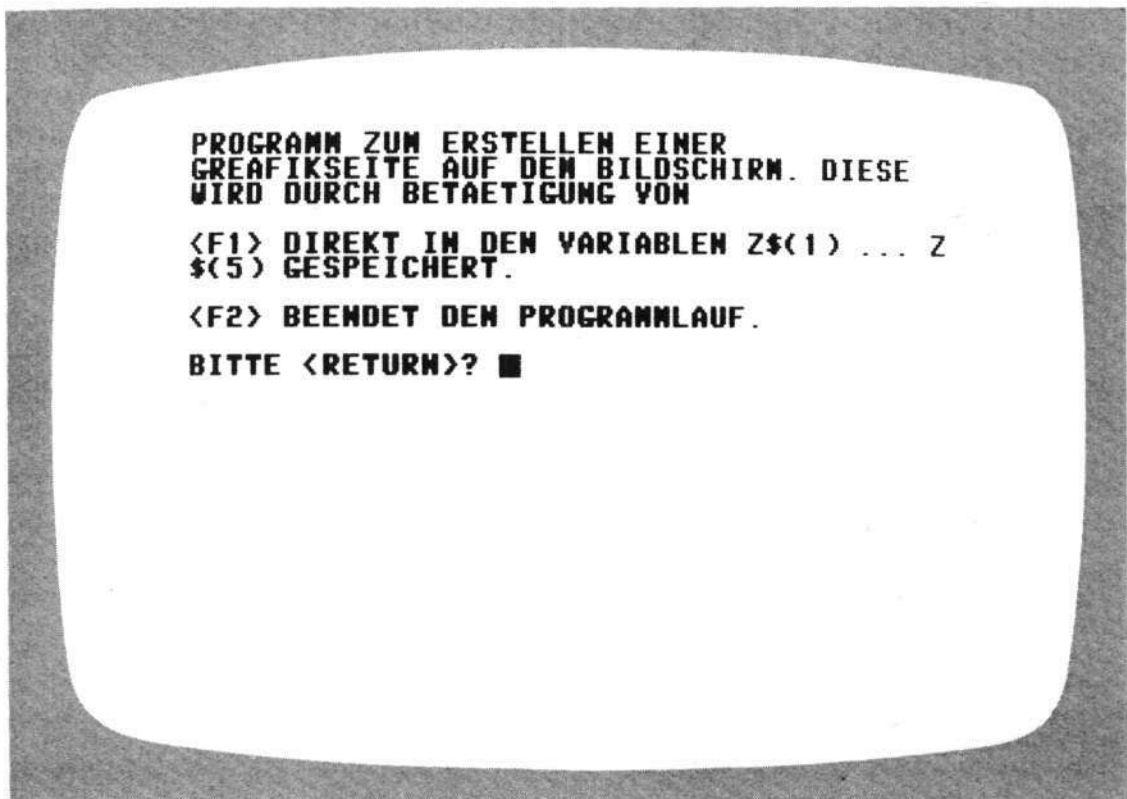 PROGRAMM ZUM ERSTELLEN EINER
GREAFIKSEITE AUF DEM BILDSCHIRM. DIESE
WIRD DURCH BETAETIGUNG VON
<F1> DIREKT IN DEN VARIABLEN Z$(1) ... Z
$(5) GESPEICHERT.
<F2> BEENDET DEN PROGRAMMLAUF.
BITTE <RETURN>?